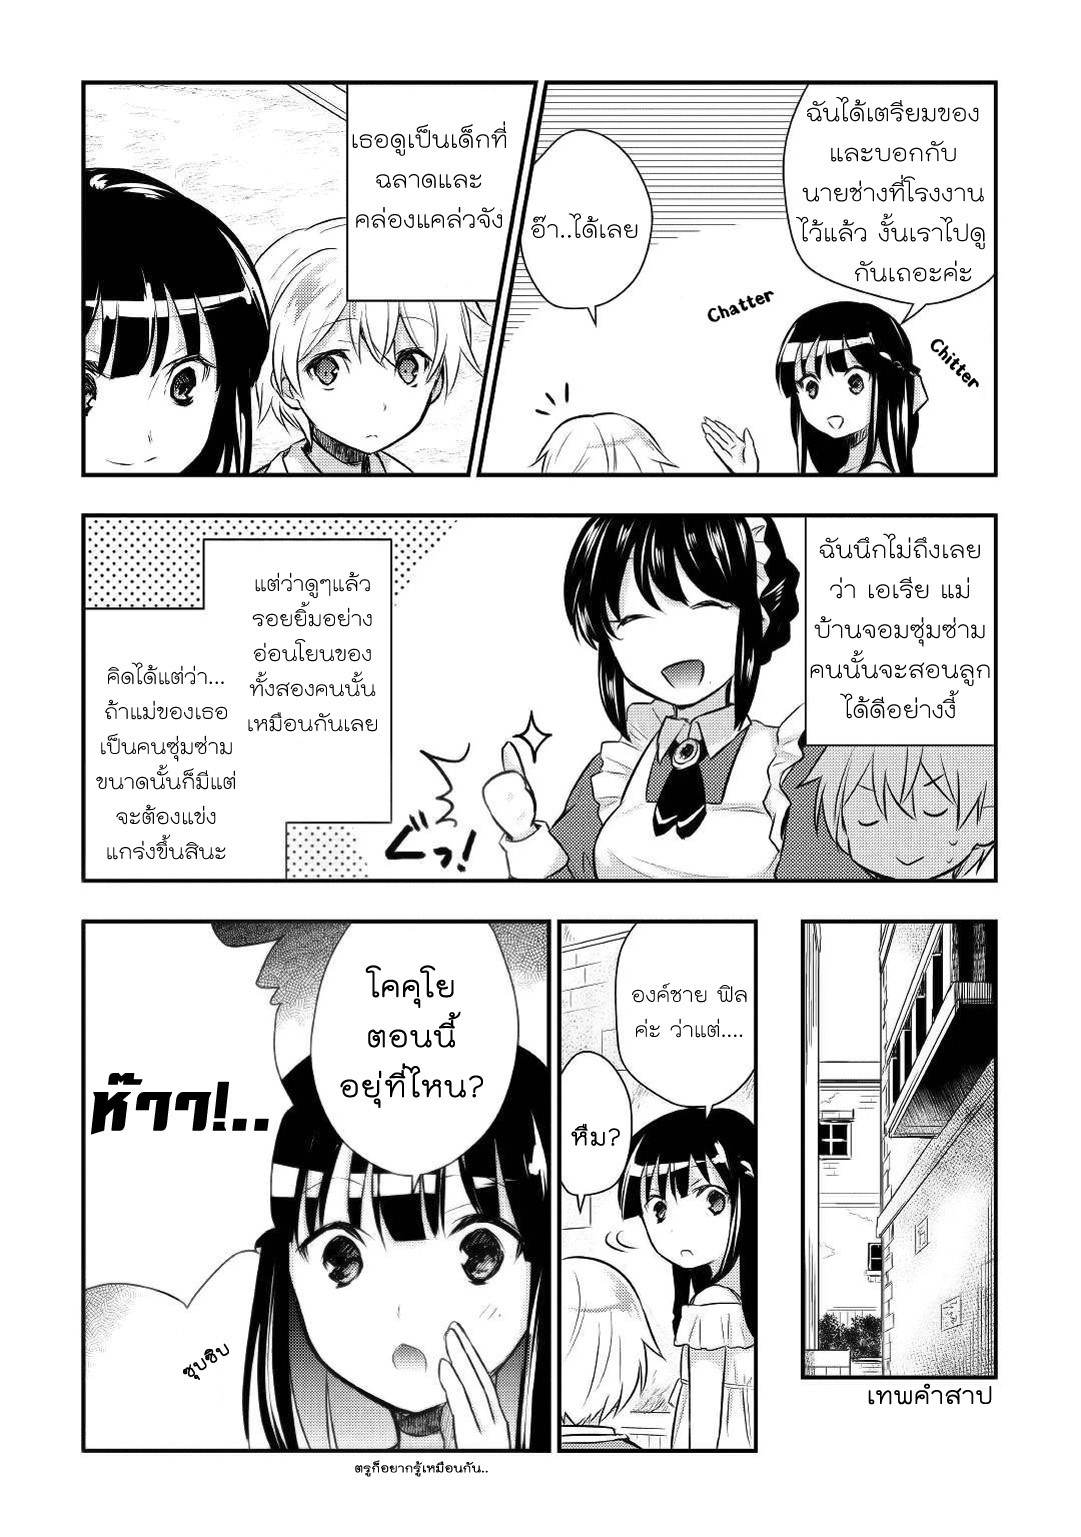 ฉันได้เตรียมของ
และบอกกับ
นายช่างที่โรงงาน
ไว้แล้ว งั้นเราไปดู
กันเถอะค่ะ
Chitter
Chatter
อ๊า..ได้เลย
เธอดูเป็นเด็กที่
ฉลาดและ
คล่องแคล่วจัง
ฉันนึกไม่ถึงเลย
ว่า เอเรีย แม่
บ้านจอมซุ่มซ่าม
คนนั้นจะสอนลูก
ได้ดีอย่างงี้
ぐっ!
แต่ว่าดูๆแล้ว
รอยยิ้มอย่าง
อ่อนโยนของ
ทั้งสองคนนั้น
เหมือนกันเลย
คิดได้แต่ว่า...
ถ้าแม่ของเธอ
เป็นคนซุ่มซ่าม
ขนาดนั้นก็มีแต่
จะต้องแข่ง
แกร่งขึ้นสินะ
เทพคำสาป
องค์ชาย ฟิล
ค่ะ ว่าแต่....
หืม?
โคคุโย
ตอนนี้
อยุ่ที่ไหน?
ห๊าา!..
ซุบซิบ
ตรูก็อยากรู้เหมือนกัน..